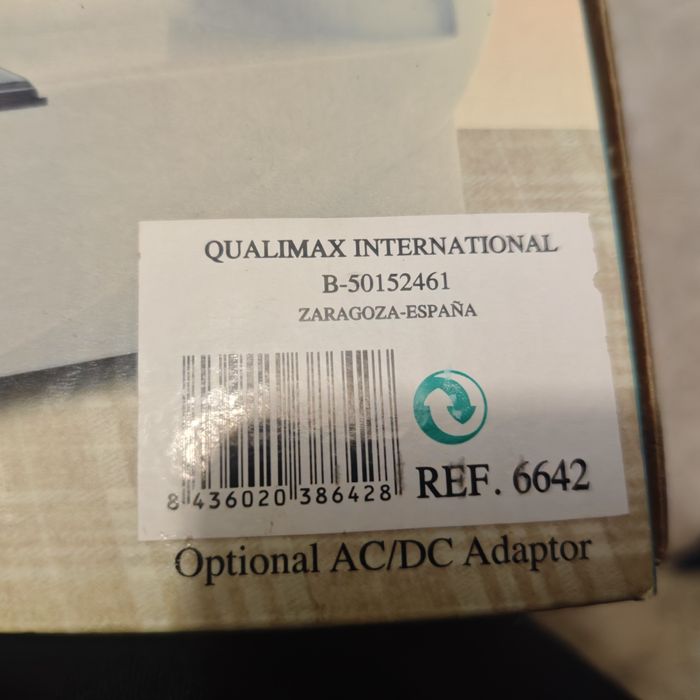 QUALIMAX INTERNATIONAL
B-50152461
ZARAGOZA-ESPAÑA
8 436020 386428
REF. 6642
Optional AC/DC Adaptor